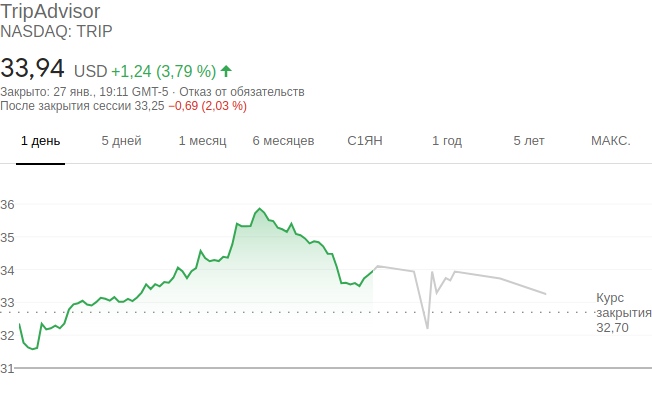 TripAdvisor
NASDAQ: TRIP
33,94 USD +1,24 (3,79 %)
Закрыто: 27 янв., 19:11 GMT-5 · Отказ от обязательств
После закрытия сессии 33,25 −0,69 (2,03 %)
1 день 5 дней 1 месяц 6 месяцев С1ЯН 1 год 5 лет МАКС.
36
35
34
33
32
31
Курс
закрытия
32,70